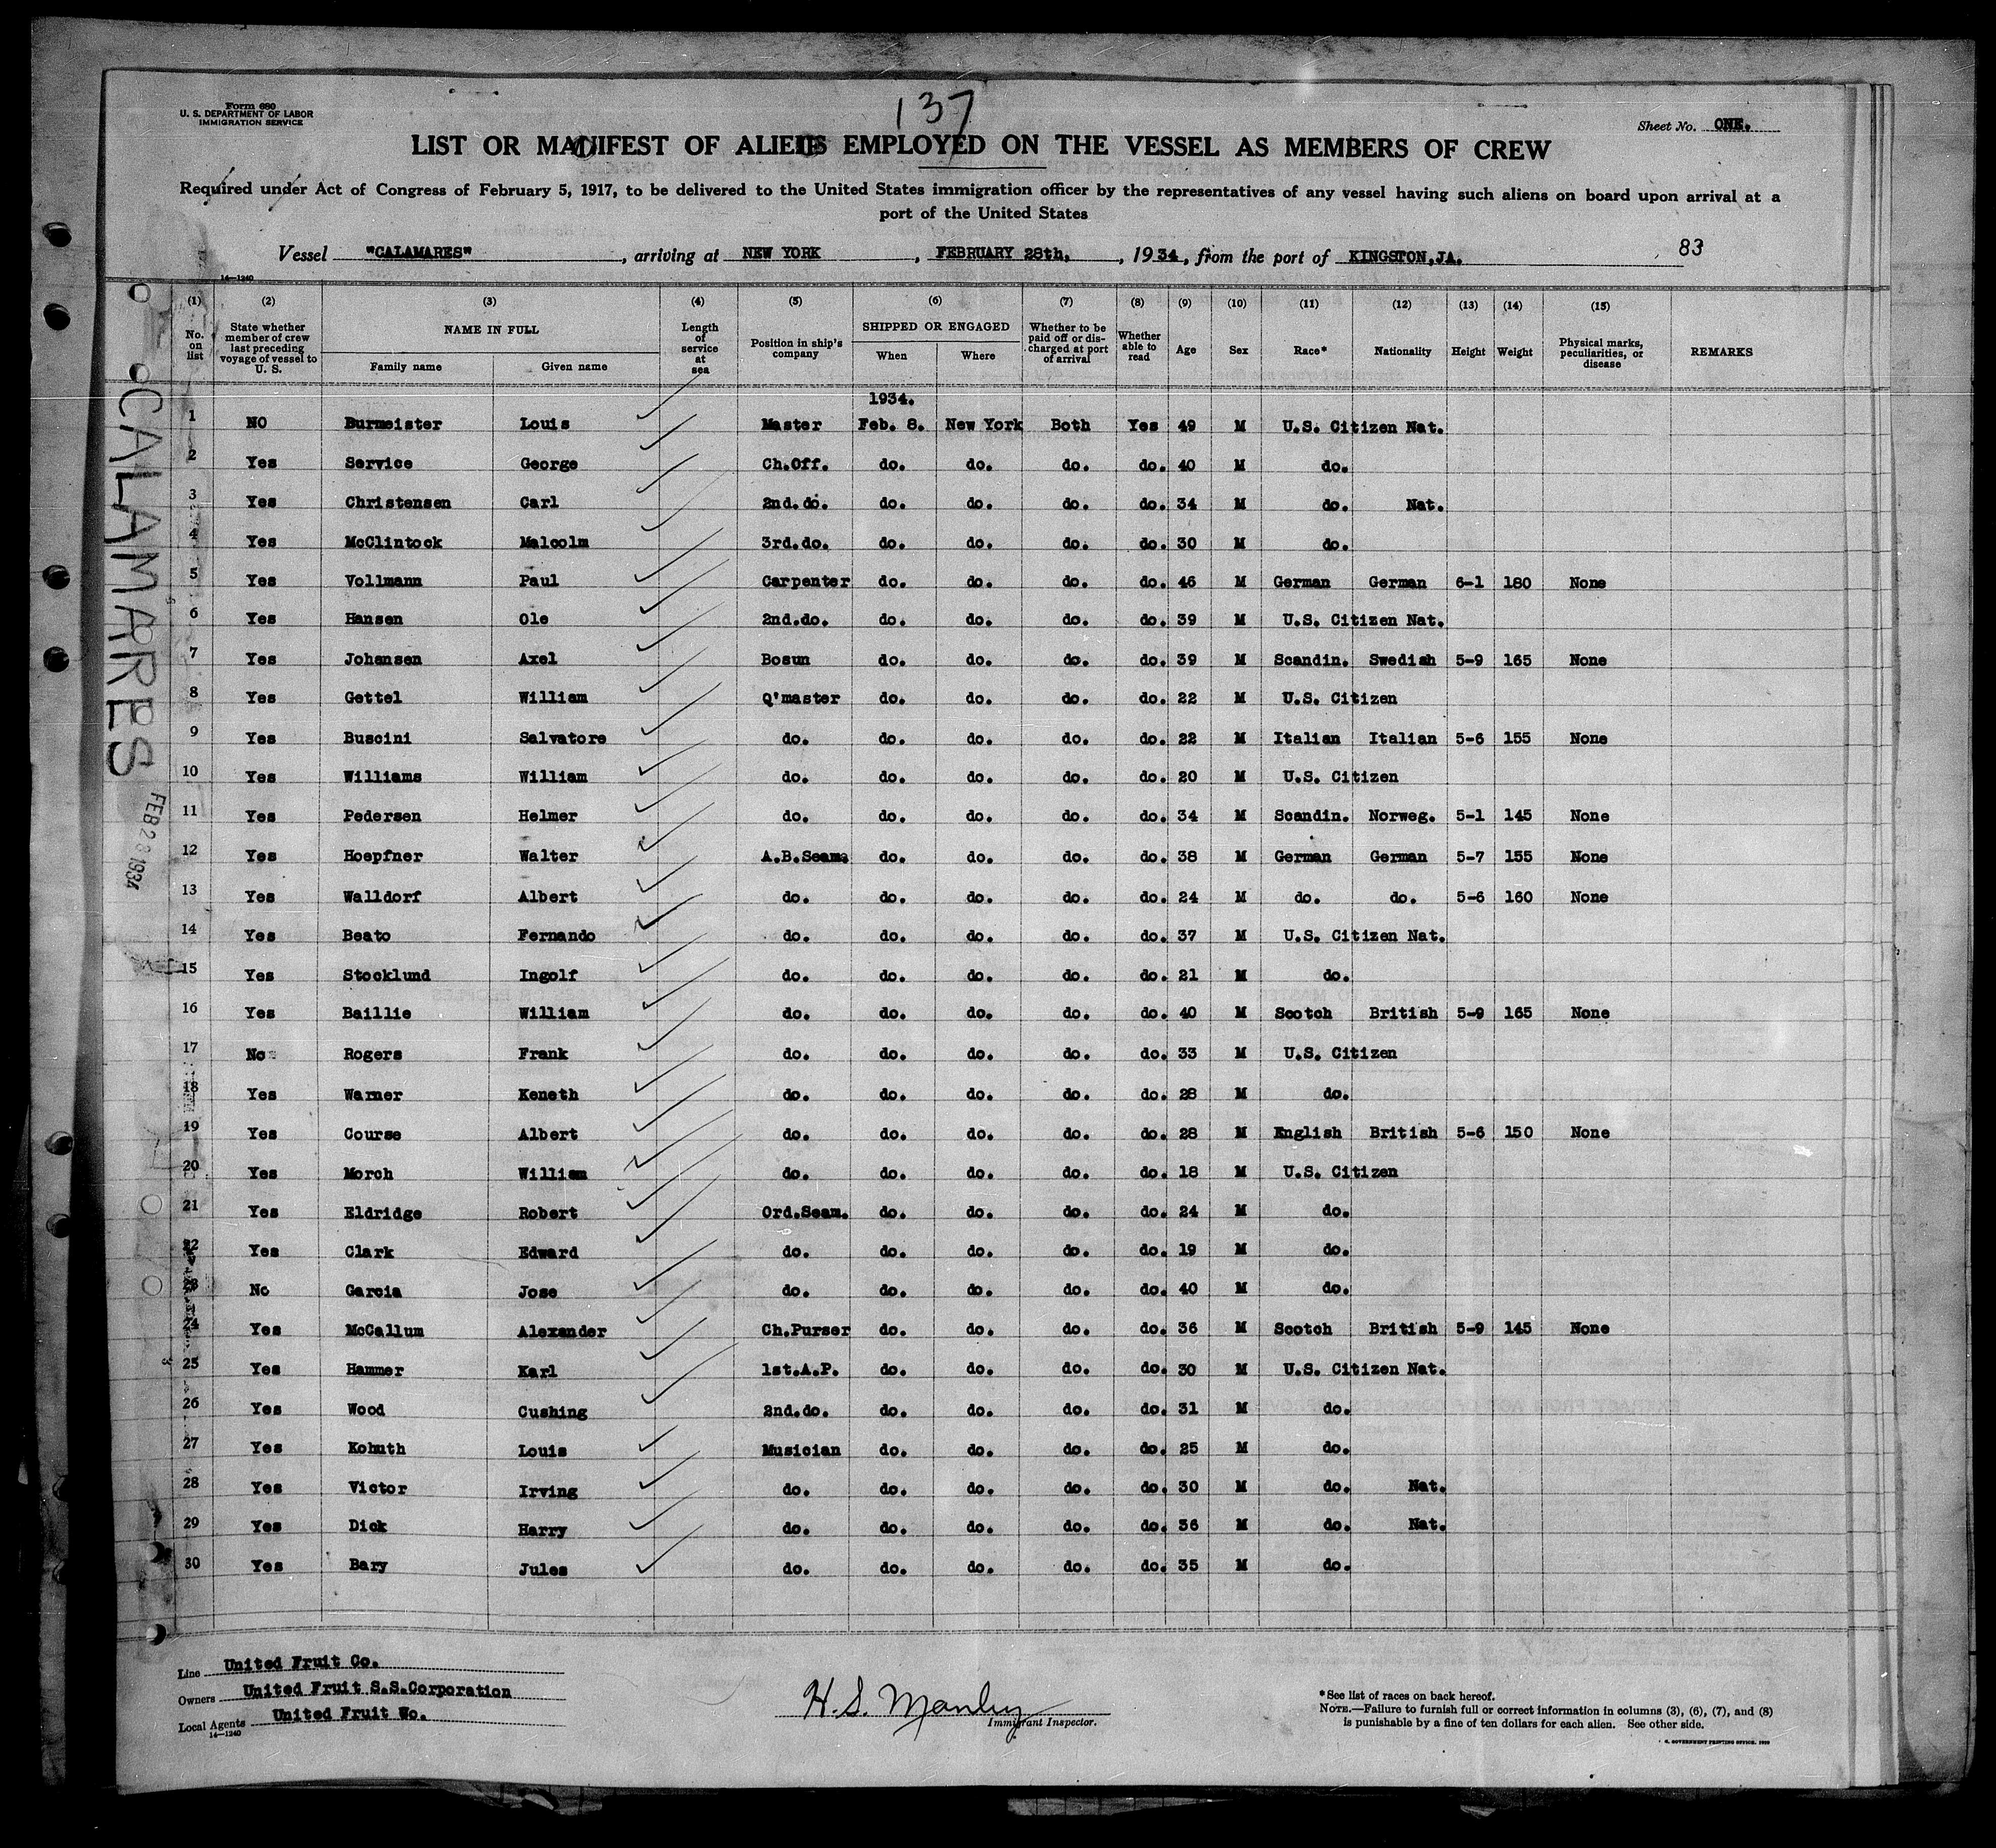 137
Form 680
U. S. DEPARTMENT OF LABOR
IMMIGRATION SERVICE
Sheet No. ONE.
LIST OR MANIFEST OF ALIENS EMPLOYED ON THE VESSEL AS MEMBERS OF CREW
Required under Act of Congress of February 5, 1917, to be delivered to the United States immigration officer by the representatives of any vessel having such aliens on board upon arrival at a
port of the United States
Vessel "CALAMARES", arriving at NEW YORK, FEBRUARY 28th, , 1934, from the port of KINGSTON, JA. 83
14—1240
(1) (2) (3) (4) (5) (6) (7) (8) (9) (10) (11) (12) (13) (14) (15)
No. on list State whether member of crew last preceding voyage of vessel to U. S. NAME IN FULL Family name Given name Length of service at sea Position in ship's company SHIPPED OR ENGAGED When Where Whether to be paid off or discharged at port of arrival Whether able to read Age Sex Race* Nationality Height Weight Physical marks, peculiarities, or disease REMARKS
1934.
1 NO Burmeister Louis Master Feb. 8. New York Both Yes 49 M U.S. Citizen Nat.
2 Yes Service George Ch.Off. do. do. do. do. 40 M do.
3 Yes Christensen Carl 2nd.do. do. do. do. do. 34 M do. Nat.
4 Yes McClintock Malcolm 3rd.do. do. do. do. do. 30 M do.
5 Yes Vollmann Paul Carpenter do. do. do. do. 46 M German German 6-1 180 None
6 Yes Hansen Ole 2nd.do. do. do. do. do. 39 M U.S. Citizen Nat.
7 Yes Johansen Axel Bosun do. do. do. do. 39 M Scandin. Swedish 5-9 165 None
8 Yes Gettel William Q'master do. do. do. do. 22 M U.S. Citizen
9 Yes Buscini Salvatore do. do. do. do. do. 22 M Italian Italian 5-6 155 None
10 Yes Williams William do. do. do. do. do. 20 M U.S. Citizen
11 Yes Pedersen Helmer do. do. do. do. do. 34 M Scandin. Norweg. 5-1 145 None
12 Yes Hoepfner Walter A.B.Seama do. do. do. do. 38 M German German 5-7 155 None
13 Yes Walldorf Albert do. do. do. do. do. 24 M do. do. 5-6 160 None
14 Yes Beato Fernando do. do. do. do. do. 37 M U.S. Citizen Nat.
15 Yes Stocklund Ingolf do. do. do. do. do. 21 M do.
16 Yes Baillie William do. do. do. do. do. 40 M Scotch British 5-9 165 None
17 No Rogers Frank do. do. do. do. do. 33 M U.S. Citizen
18 Yes Warner Keneth do. do. do. do. do. 28 M do.
19 Yes Course Albert do. do. do. do. do. 28 M English British 5-6 150 None
20 Yes Morch William do. do. do. do. do. 18 M U.S. Citizen
21 Yes Eldridge Robert Ord.Seam. do. do. do. do. 24 M do.
22 Yes Clark Edward do. do. do. do. do. 19 M do.
23 No Garcia Jose do. do. do. do. do. 40 M do.
24 Yes McCallum Alexander Ch.Purser do. do. do. do. 36 M Scotch British 5-9 145 None
25 Yes Hammer Karl 1st.A.P. do. do. do. do. 30 M U.S. Citizen Nat.
26 Yes Wood Cushing 2nd.do. do. do. do. do. 31 M do.
27 Yes Kohuth Louis Musician do. do. do. do. 25 M do.
28 Yes Victor Irving do. do. do. do. do. 30 M do. Nat.
29 Yes Dick Harry do. do. do. do. do. 36 M do. Nat.
30 Yes Bary Jules do. do. do. do. do. 35 M do.
CALAMARES
FEB 28 1934
Line United Fruit Co.
Owners United Fruit S.S.Corporation
Local Agents United Fruit Wo.
14—1240
H. S. Manley
Immigrant Inspector.
*See list of races on back hereof.
NOTE.—Failure to furnish full or correct information in columns (3), (6), (7), and (8)
is punishable by a fine of ten dollars for each alien. See other side.